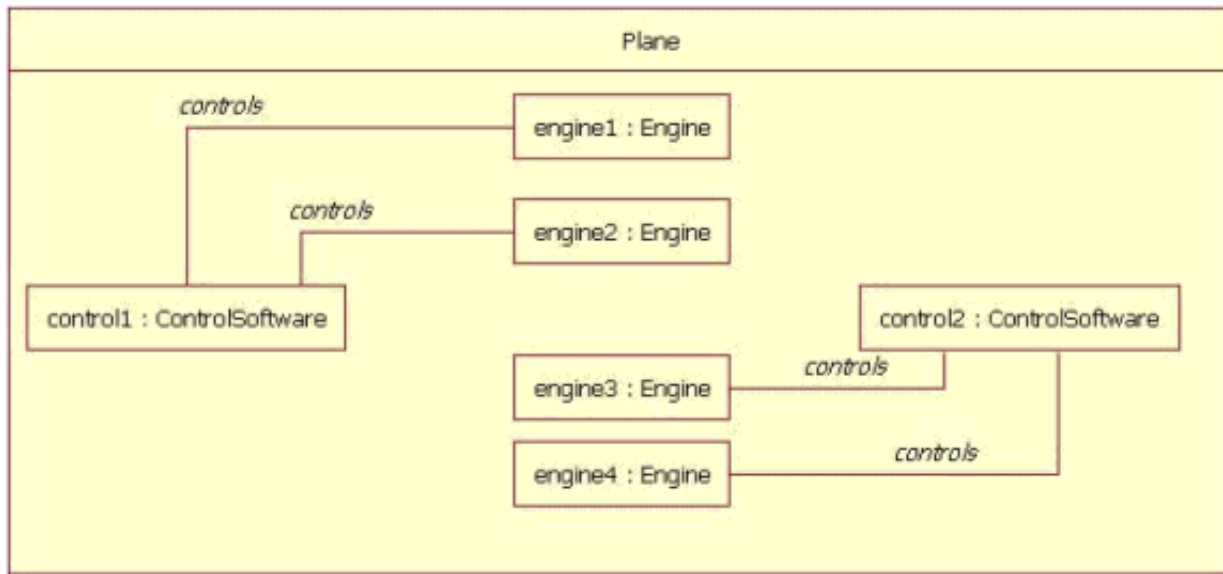 Plane
controls
engine1 : Engine
controls
engine2 : Engine
control1 : ControlSoftware
control2 : ControlSoftware
controls
engine3 : Engine
controls
engine4 : Engine